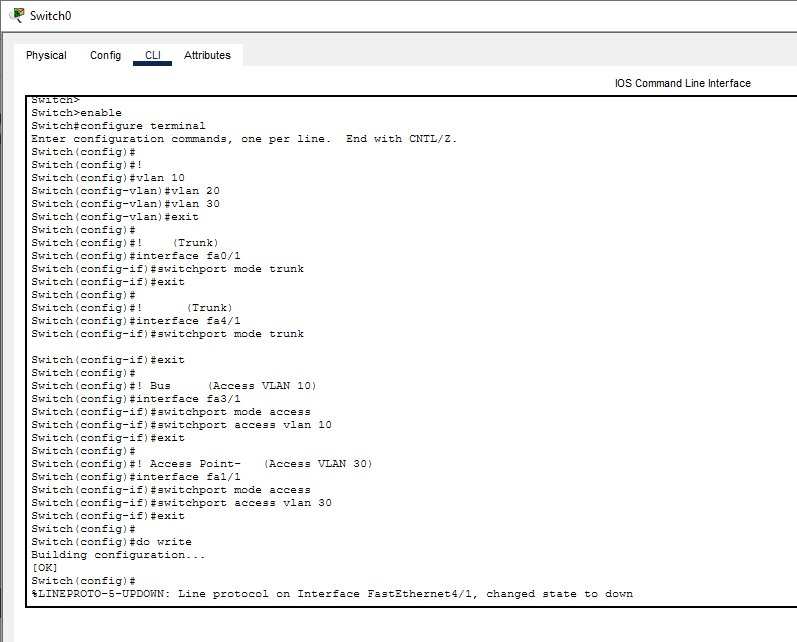 Switch0
Physical Config CLI Attributes
IOS Command Line Interface
Switch>
Switch>enable
Switch#configure terminal
Enter configuration commands, one per line.  End with CNTL/Z.
Switch(config)#
Switch(config)#!
Switch(config)#vlan 10
Switch(config-vlan)#vlan 20
Switch(config-vlan)#vlan 30
Switch(config-vlan)#exit
Switch(config)#
Switch(config)#!    (Trunk)
Switch(config)#interface fa0/1
Switch(config-if)#switchport mode trunk
Switch(config-if)#exit
Switch(config)#
Switch(config)#!      (Trunk)
Switch(config)#interface fa4/1
Switch(config-if)#switchport mode trunk
Switch(config-if)#exit
Switch(config)#
Switch(config)#! Bus     (Access VLAN 10)
Switch(config)#interface fa3/1
Switch(config-if)#switchport mode access
Switch(config-if)#switchport access vlan 10
Switch(config-if)#exit
Switch(config)#
Switch(config)#! Access Point-   (Access VLAN 30)
Switch(config)#interface fa1/1
Switch(config-if)#switchport mode access
Switch(config-if)#switchport access vlan 30
Switch(config-if)#exit
Switch(config)#
Switch(config)#do write
Building configuration...
[OK]
Switch(config)#
%LINEPROTO-5-UPDOWN: Line protocol on Interface FastEthernet4/1, changed state to down